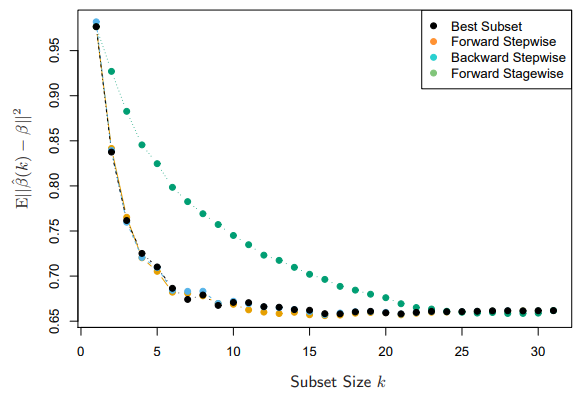 Best Subset
Forward Stepwise
Backward Stepwise
Forward Stagewise
E||β̂(k) − β||²
0.95
0.90
0.85
0.80
0.75
0.70
0.65
0 5 10 15 20 25 30
Subset Size k